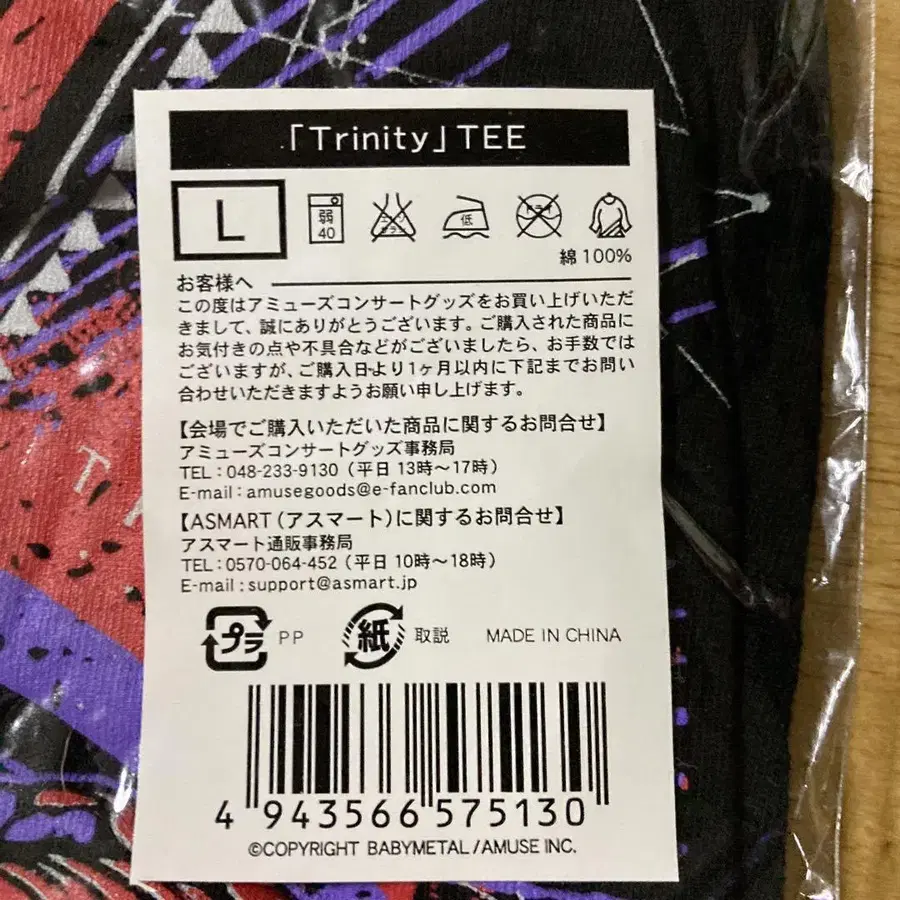 「Trinity」TEE
L
弱
40
エンソ
サラシ
低
ドライ
綿 100%
お客様へ
この度はアミューズコンサートグッズをお買い上げいただ
きまして、誠にありがとうございます。ご購入された商品に
お気付きの点や不具合などがございましたら、お手数では
ございますが、ご購入日より1ヶ月以内に下記までお問い
合わせいただきますようお願い申し上げます。
【会場でご購入いただいた商品に関するお問合せ】
アミューズコンサートグッズ事務局
TEL:048-233-9130（平日 13時～17時）
E-mail:amusegoods@e-fanclub.com
【ASMART（アスマート）に関するお問合せ】
アスマート通販事務局
TEL:0570-064-452（平日 10時～18時）
E-mail:support@asmart.jp
プラ PP 紙 取説 MADE IN CHINA
4 943566 575130
©COPYRIGHT BABYMETAL/AMUSE INC.